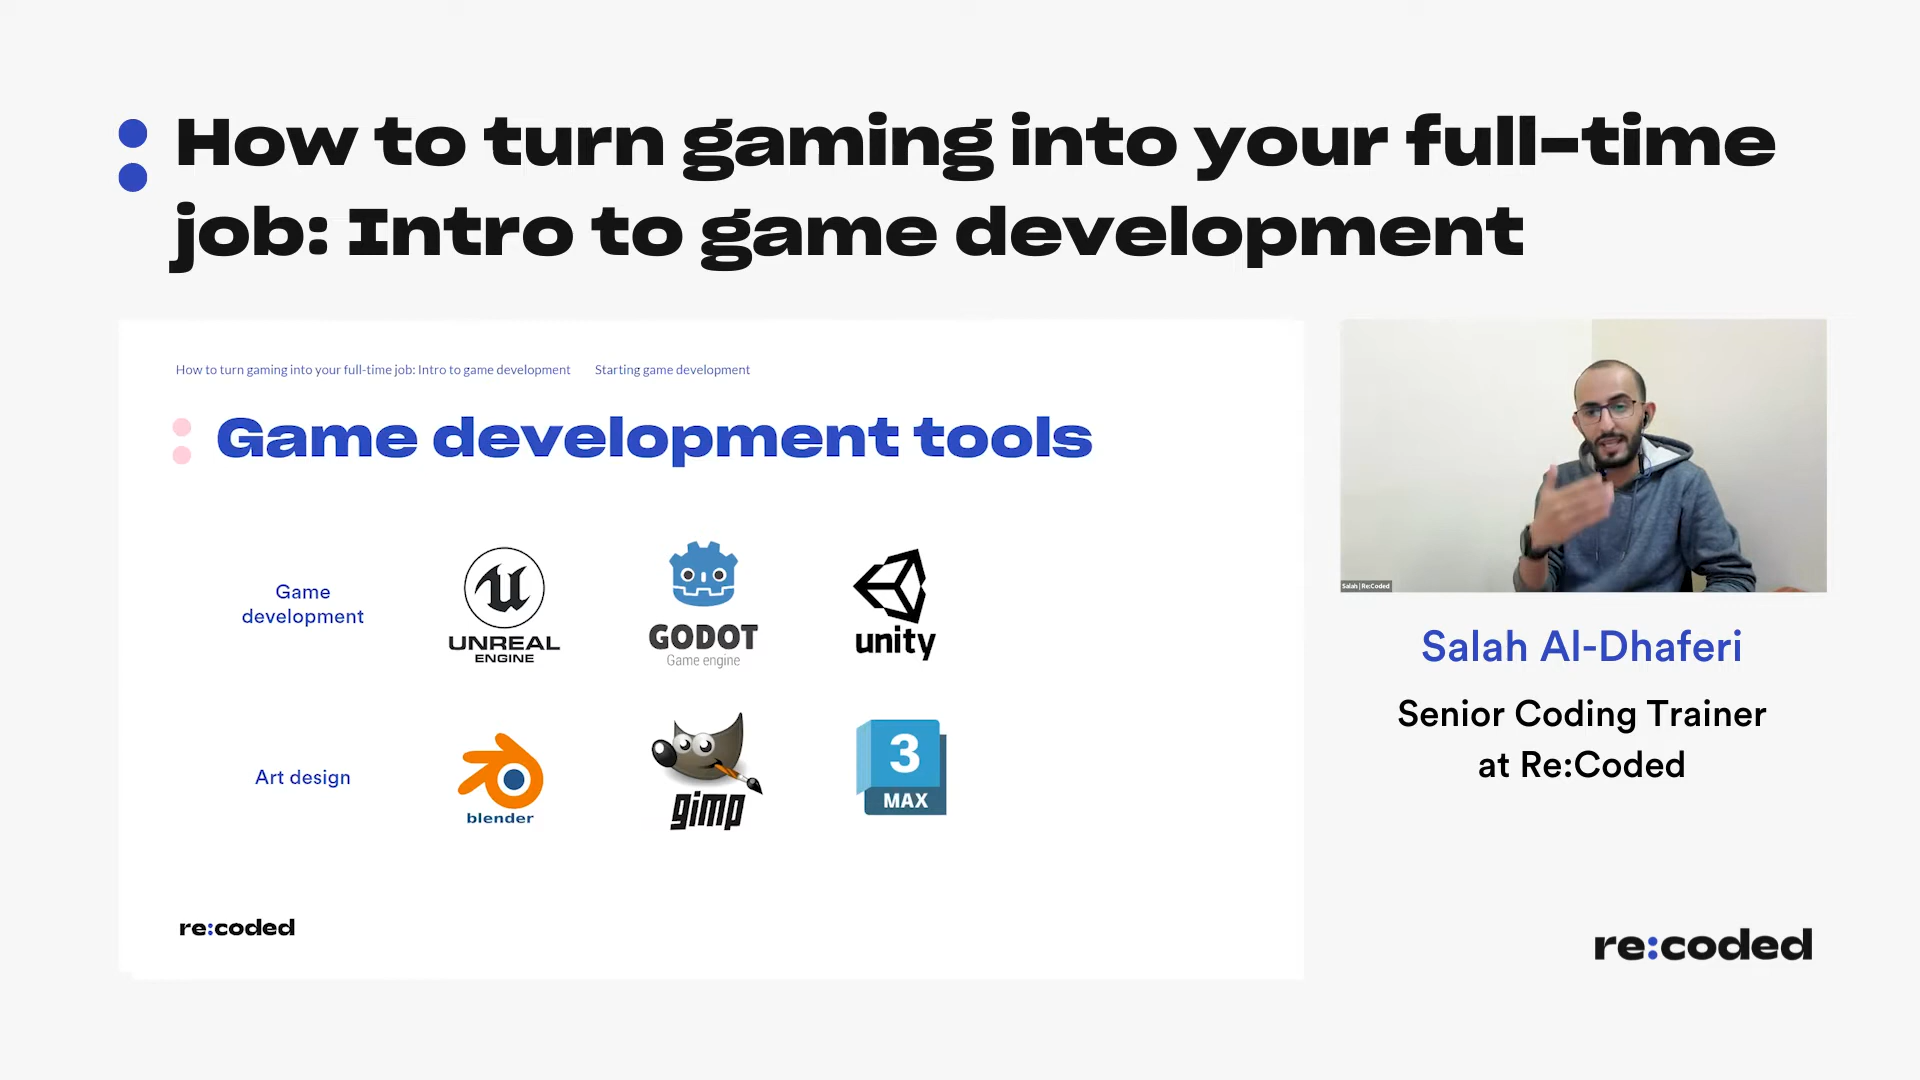 How to turn gaming into your full-time
job: Intro to game development
How to turn gaming into your full-time job: Intro to game development Starting game development
Game development tools
Game
development
UNREAL
ENGINE
GODOT
Game engine
unity
Art design
blender
gimp
3
MAX
re:coded
Salah | Re:Coded
Salah Al-Dhaferi
Senior Coding Trainer
at Re:Coded
re:coded